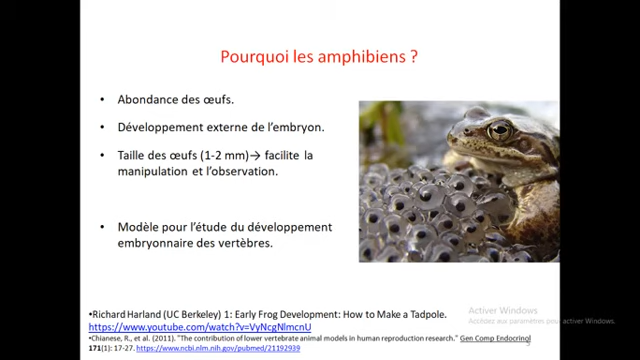 Pourquoi les amphibiens ?
• Abondance des œufs.
• Développement externe de l’embryon.
• Taille des œufs (1-2 mm)→ facilite la
manipulation et l’observation.
• Modèle pour l’étude du développement
embryonnaire des vertèbres.
•Richard Harland (UC Berkeley) 1: Early Frog Development: How to Make a Tadpole.
https://www.youtube.com/watch?v=VyNcgNlmcnU
•Chianese, R., et al. (2011). "The contribution of lower vertebrate animal models in human reproduction research." Gen Comp Endocrinol
171(1): 17-27. https://www.ncbi.nlm.nih.gov/pubmed/21192939
Activer Windows
Accédez aux paramètres pour activer Windows.